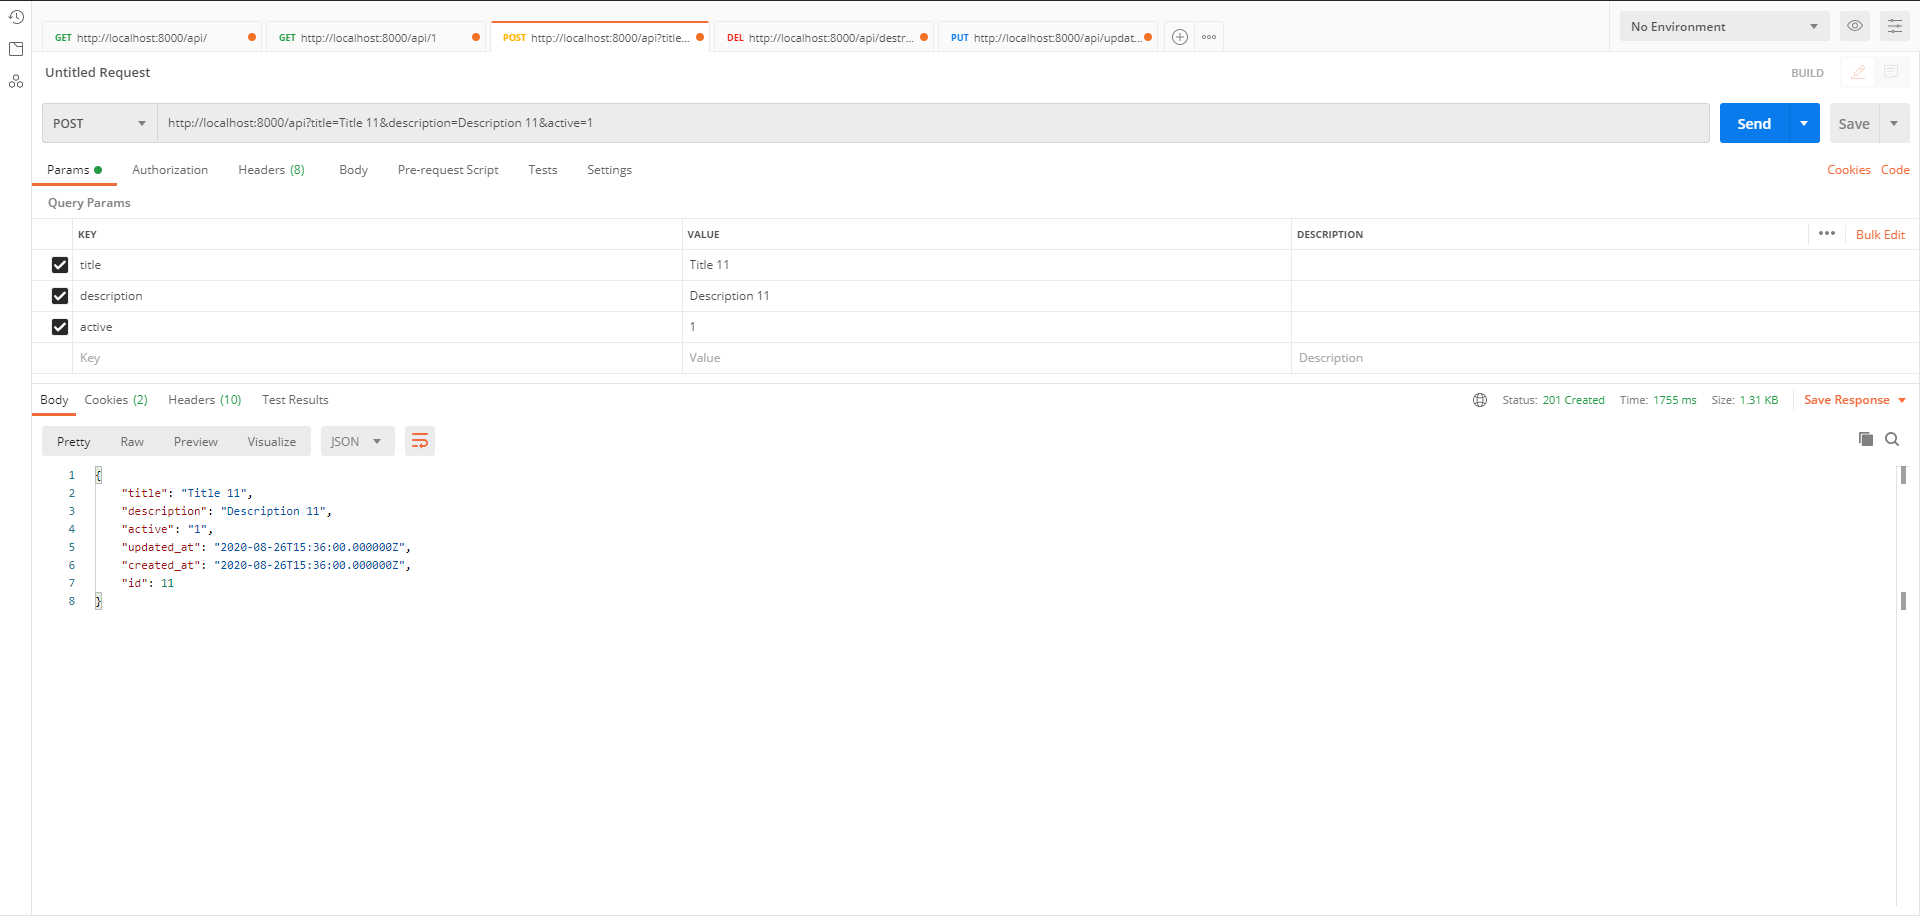 GET http://localhost:8000/api/ GET http://localhost:8000/api/1 POST http://localhost:8000/api?title... DEL http://localhost:8000/api/destr... PUT http://localhost:8000/api/updat... No Environment
Untitled Request BUILD
POST http://localhost:8000/api?title=Title 11&description=Description 11&active=1 Send Save
Params Authorization Headers (8) Body Pre-request Script Tests Settings Cookies Code
Query Params
KEY VALUE DESCRIPTION Bulk Edit
title Title 11
description Description 11
active 1
Key Value Description
Body Cookies (2) Headers (10) Test Results Status: 201 Created Time: 1755 ms Size: 1.31 KB Save Response
Pretty Raw Preview Visualize JSON
1 {
2 "title": "Title 11",
3 "description": "Description 11",
4 "active": "1",
5 "updated_at": "2020-08-26T15:36:00.000000Z",
6 "created_at": "2020-08-26T15:36:00.000000Z",
7 "id": 11
8 }